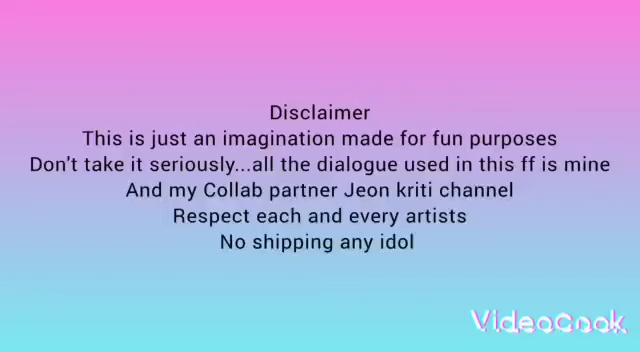 Disclaimer
This is just an imagination made for fun purposes
Don't take it seriously...all the dialogue used in this ff is mine
And my Collab partner Jeon kriti channel
Respect each and every artists
No shipping any idol
VideoCook